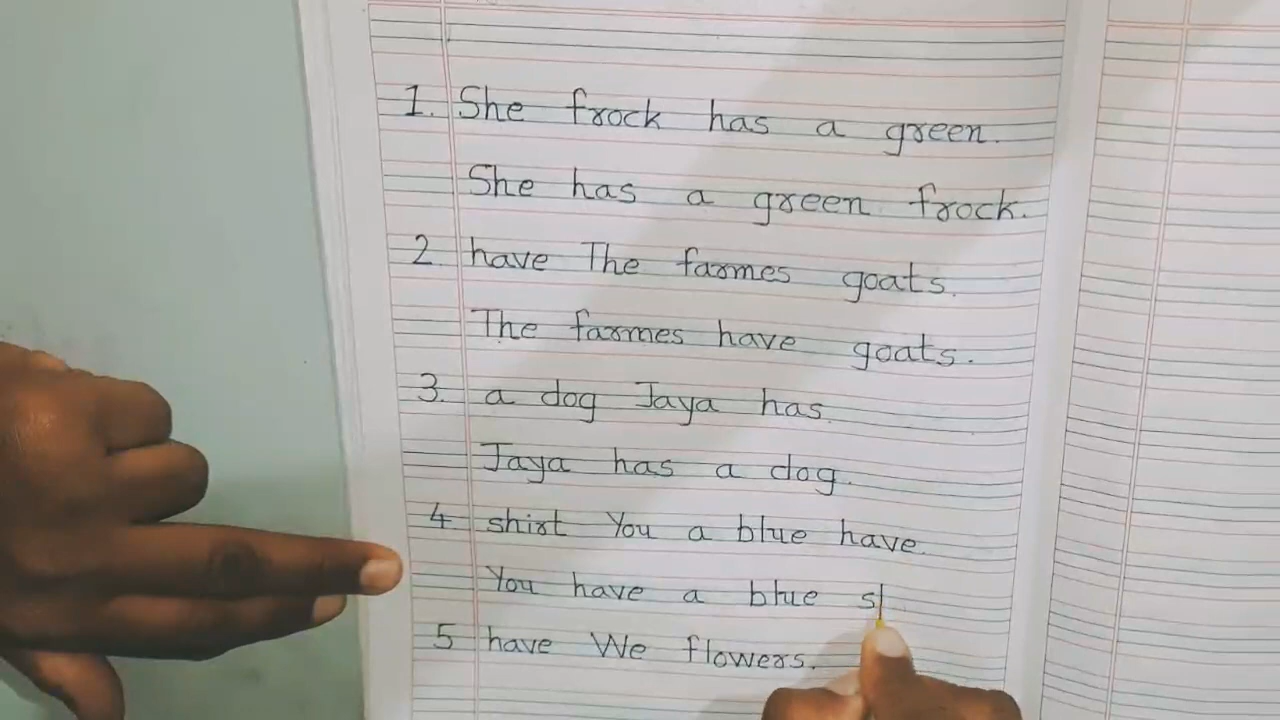 1. She frock has a green.
She has a green frock.
2. have The farmes goats.
The farmes have goats.
3. a dog Jaya has.
Jaya has a dog.
4 shirt You a blue have.
You have a blue s
5 have We flowers.